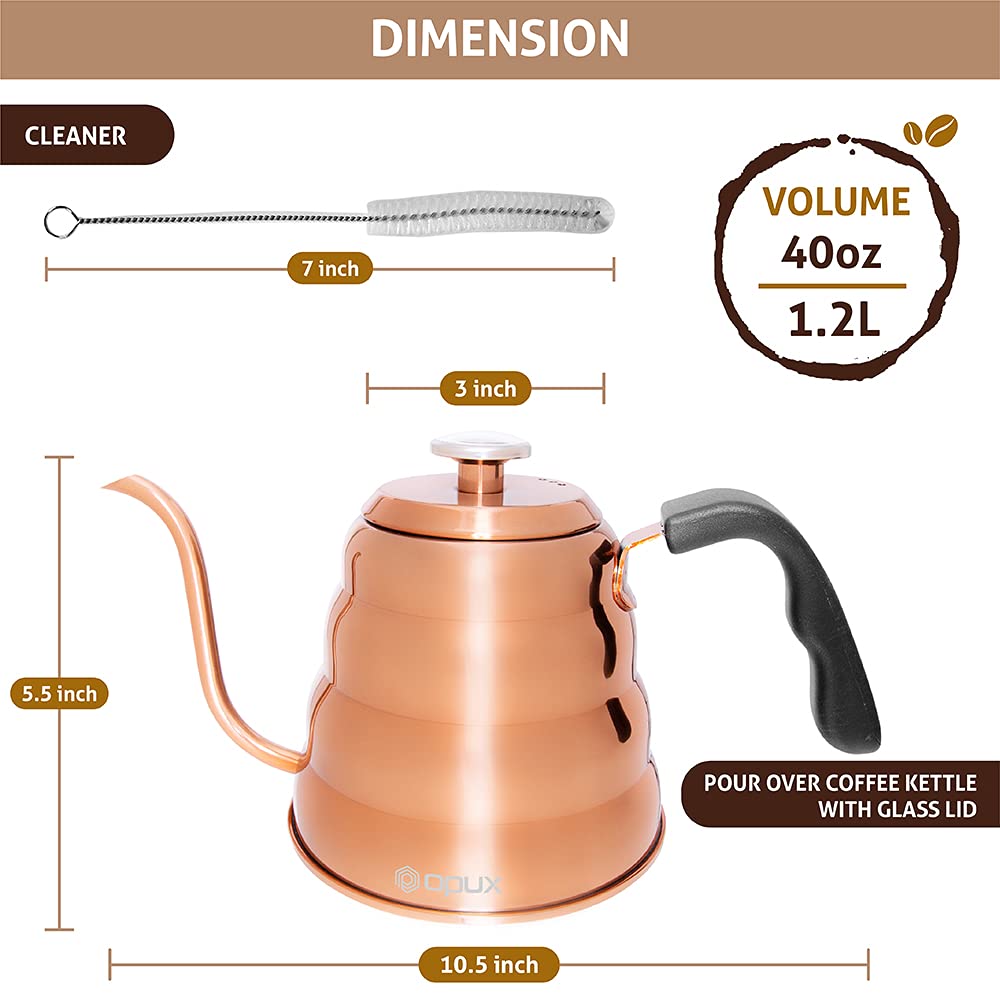 DIMENSION
CLEANER
7 inch
VOLUME
40oz
1.2L
3 inch
5.5 inch
POUR OVER COFFEE KETTLE
WITH GLASS LID
opux
10.5 inch